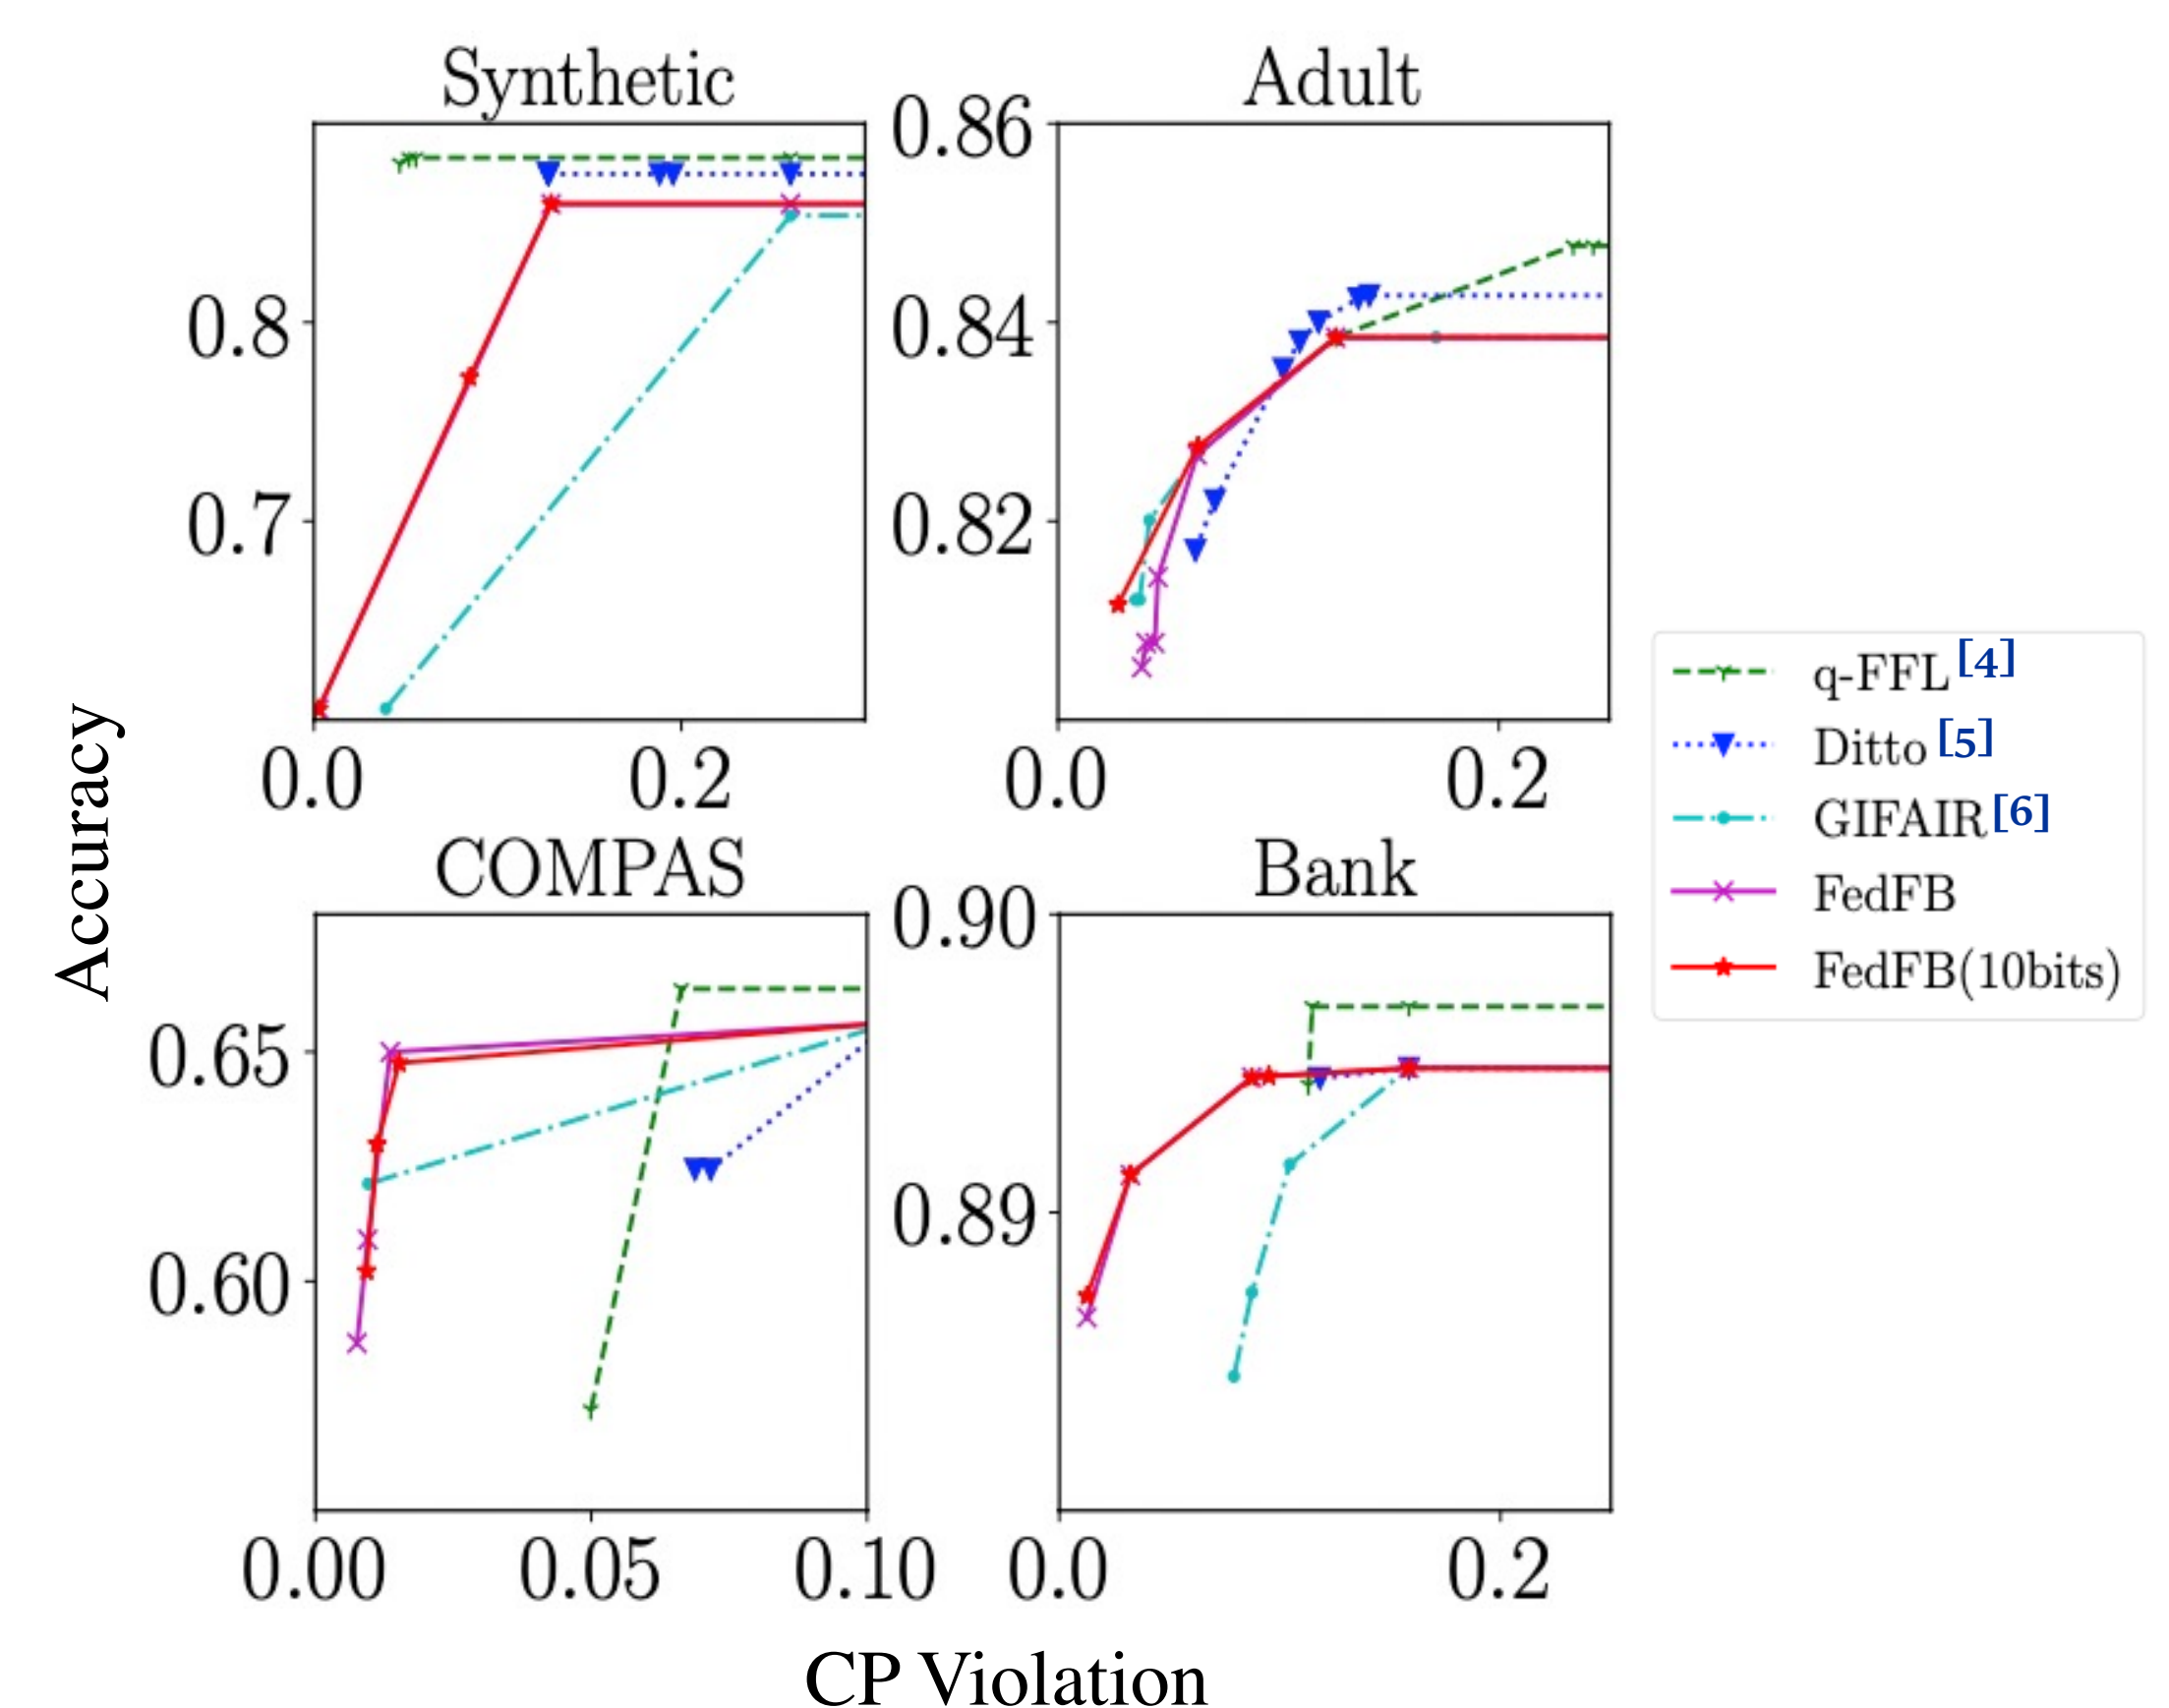 Synthetic
Adult
0.86
0.8
0.84
0.7
0.82
0.0
0.2
0.0
0.2
q-FFL [4]
Ditto [5]
GIFAIR [6]
FedFB
FedFB(10bits)
Accuracy
COMPAS
Bank
0.90
0.65
0.89
0.60
0.00
0.05
0.10
0.0
0.2
CP Violation